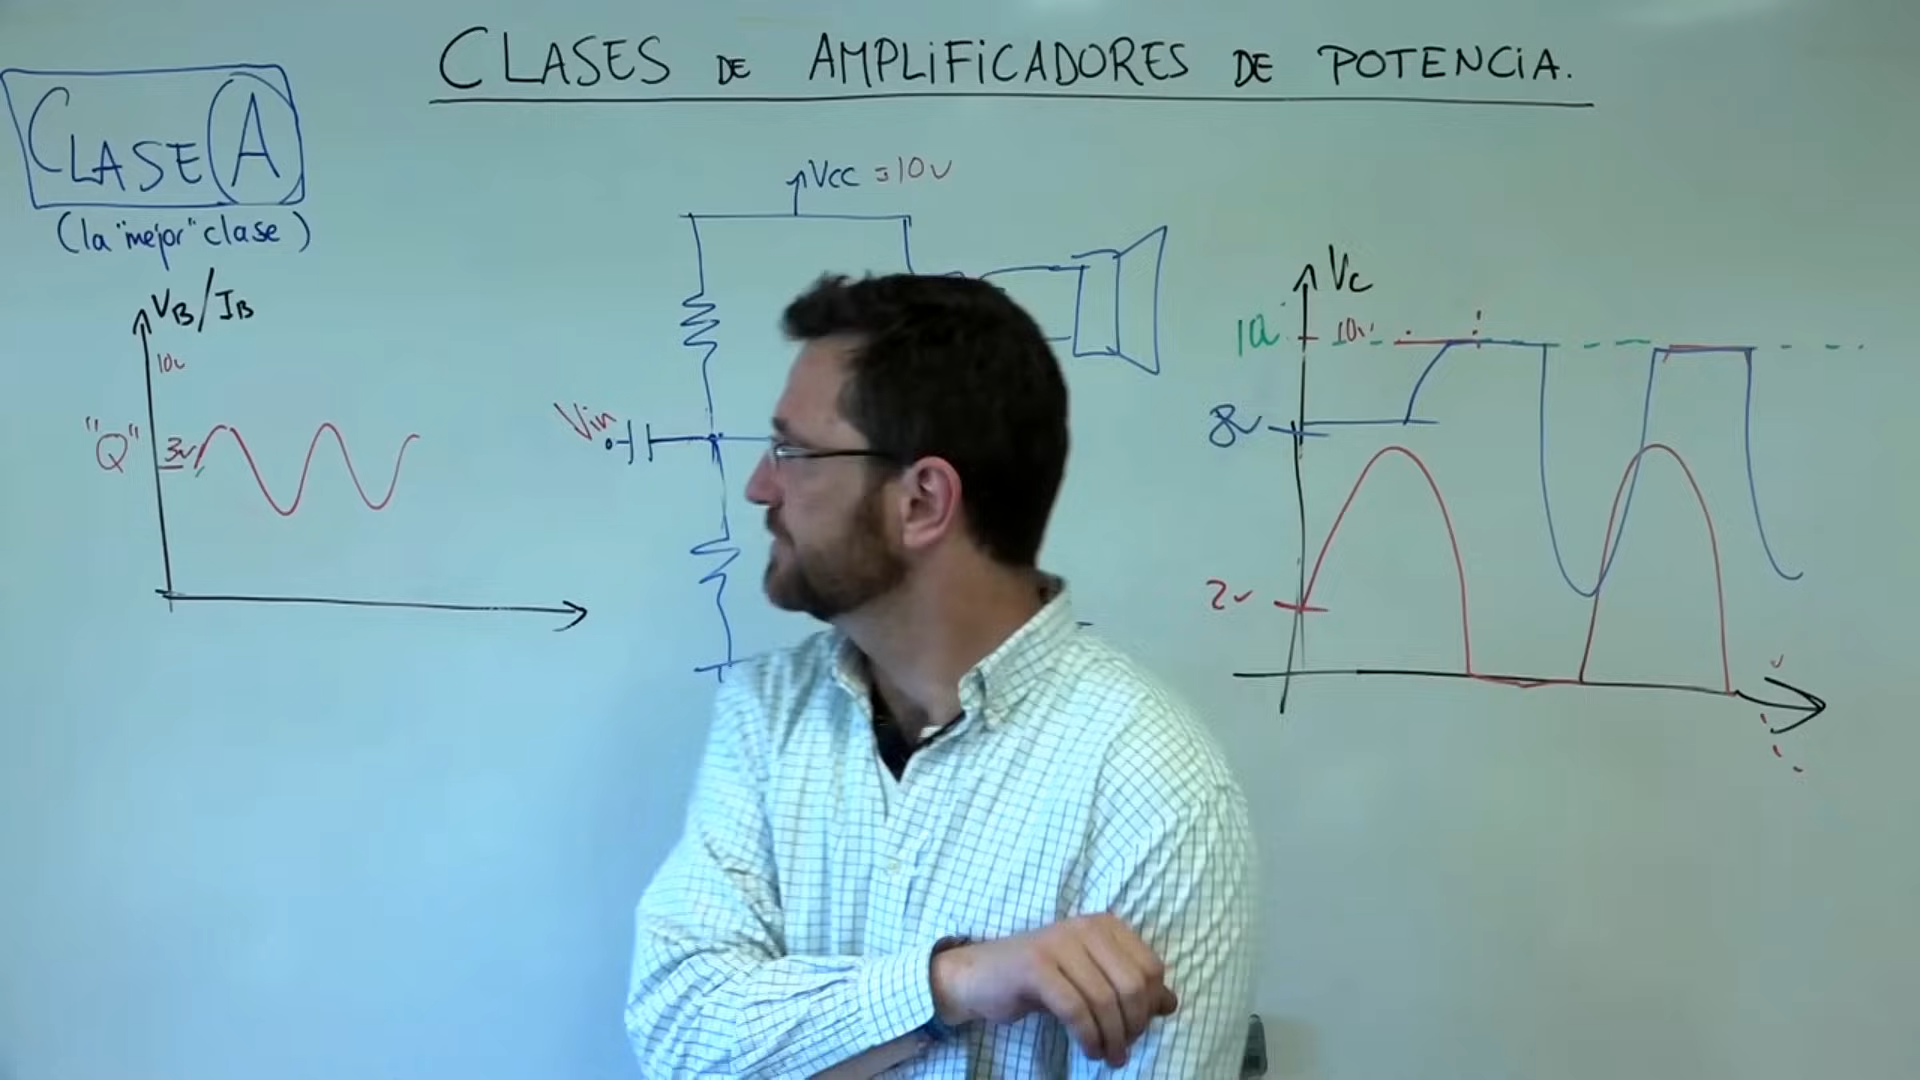 CLASES DE AMPLIFICADORES DE POTENCIA.
CLASE A
(la "mejor" clase)
VB/IB
10v
"Q" 3v
Vcc = 10v
Vin
Vc
10v
8v
2v